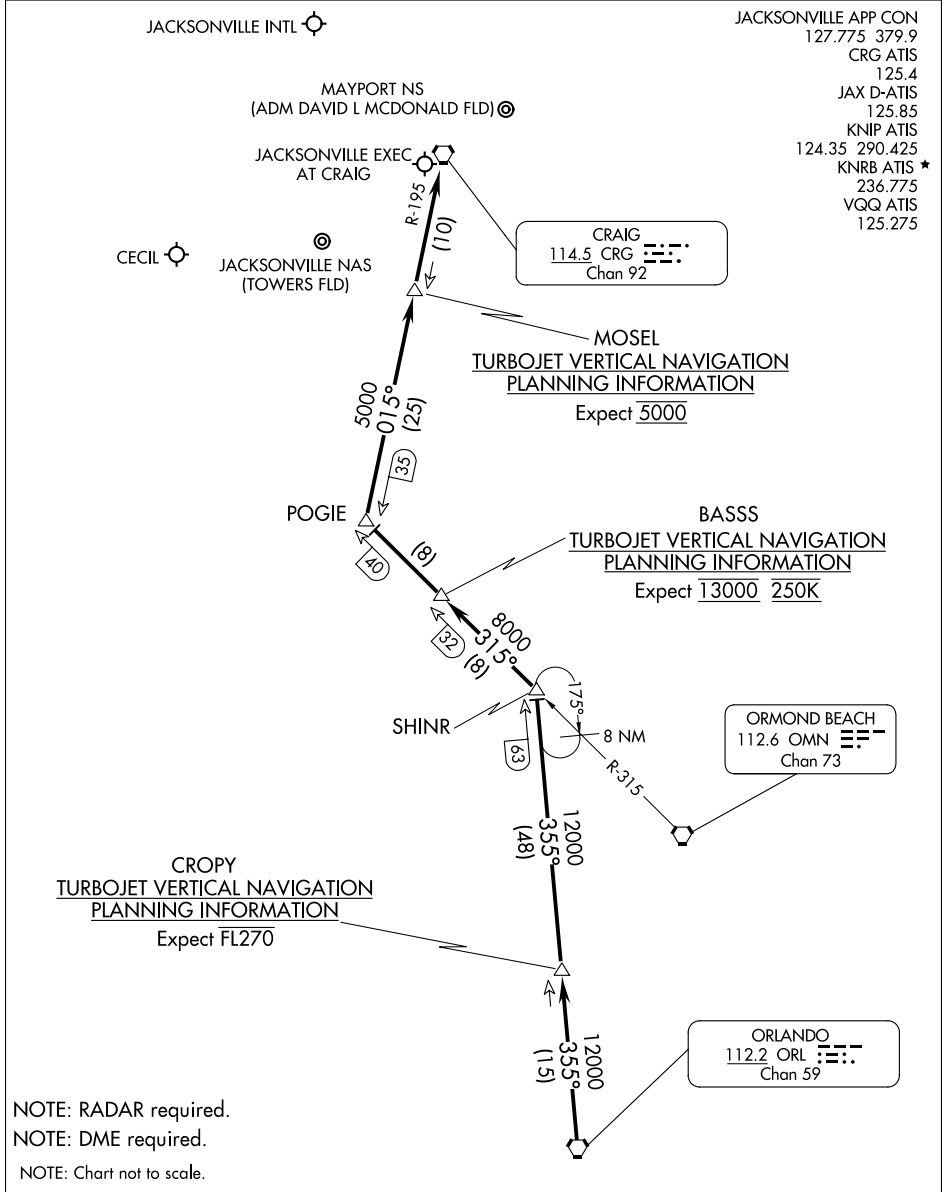 JACKSONVILLE INTL
JACKSONVILLE APP CON
127.775 379.9
CRG ATIS
125.4
JAX D-ATIS
125.85
KNIP ATIS
124.35 290.425
KNRB ATIS ★
236.775
VQQ ATIS
125.275
MAYPORT NS
(ADM DAVID L MCDONALD FLD)
JACKSONVILLE EXEC
AT CRAIG
CECIL
JACKSONVILLE NAS
(TOWERS FLD)
R-195
(10)
CRAIG
114.5 CRG
Chan 92
MOSEL
TURBOJET VERTICAL NAVIGATION
PLANNING INFORMATION
Expect 5000
5000
015°
(25)
35
POGIE
40
(8)
BASSS
TURBOJET VERTICAL NAVIGATION
PLANNING INFORMATION
Expect 13000 250K
32
8000
315°
(8)
SHINR
175°
8 NM
R-315
63
ORMOND BEACH
112.6 OMN
Chan 73
12000
355°
(48)
CROPY
TURBOJET VERTICAL NAVIGATION
PLANNING INFORMATION
Expect FL270
12000
355°
(15)
ORLANDO
112.2 ORL
Chan 59
NOTE: RADAR required.
NOTE: DME required.
NOTE: Chart not to scale.